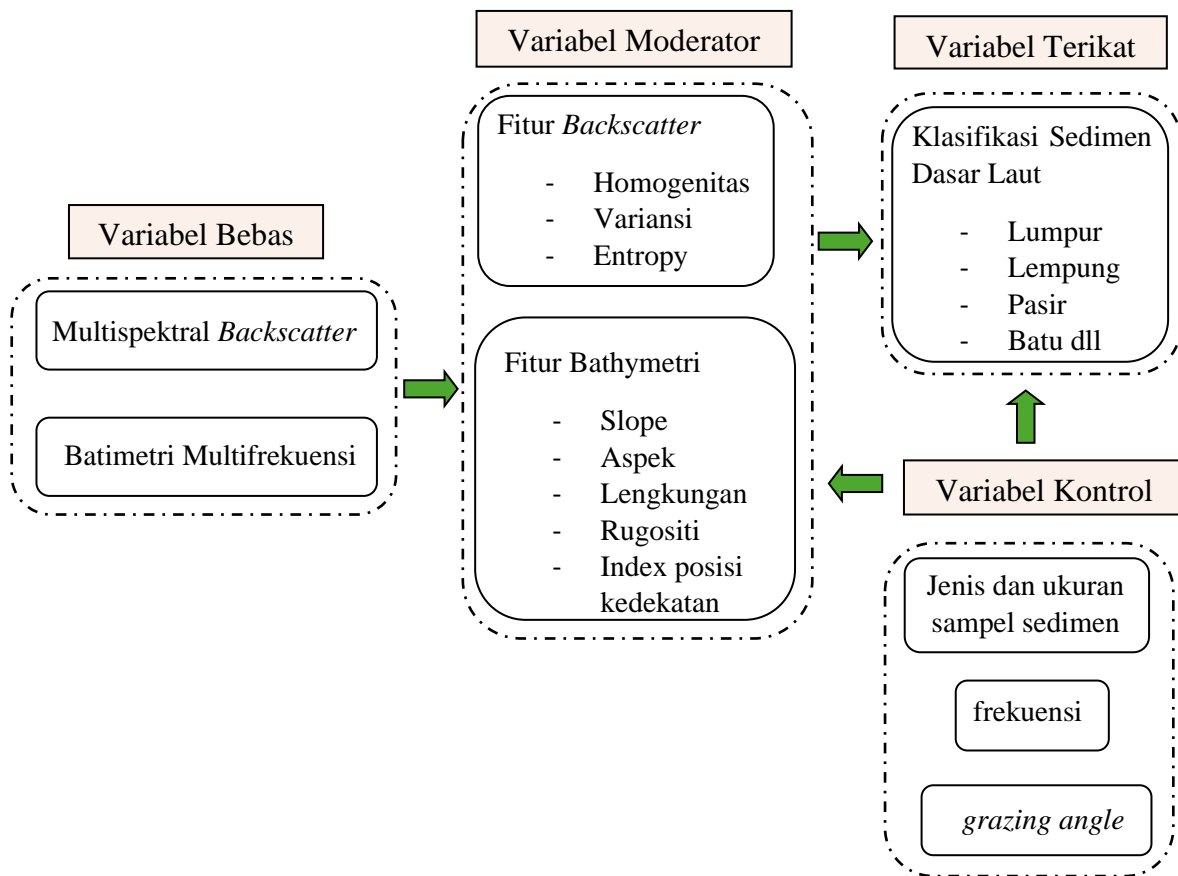 Variabel Bebas
Multispektral Backscatter
Batimetri Multifrekuensi
Variabel Moderator
Fitur Backscatter
- Homogenitas
- Variansi
- Entropy
Fitur Bathymetri
- Slope
- Aspek
- Lengkungan
- Rugositi
- Index posisi
kedekatan
Variabel Terikat
Klasifikasi Sedimen
Dasar Laut
- Lumpur
- Lempung
- Pasir
- Batu dll
Variabel Kontrol
Jenis dan ukuran
sampel sedimen
frekuensi
grazing angle